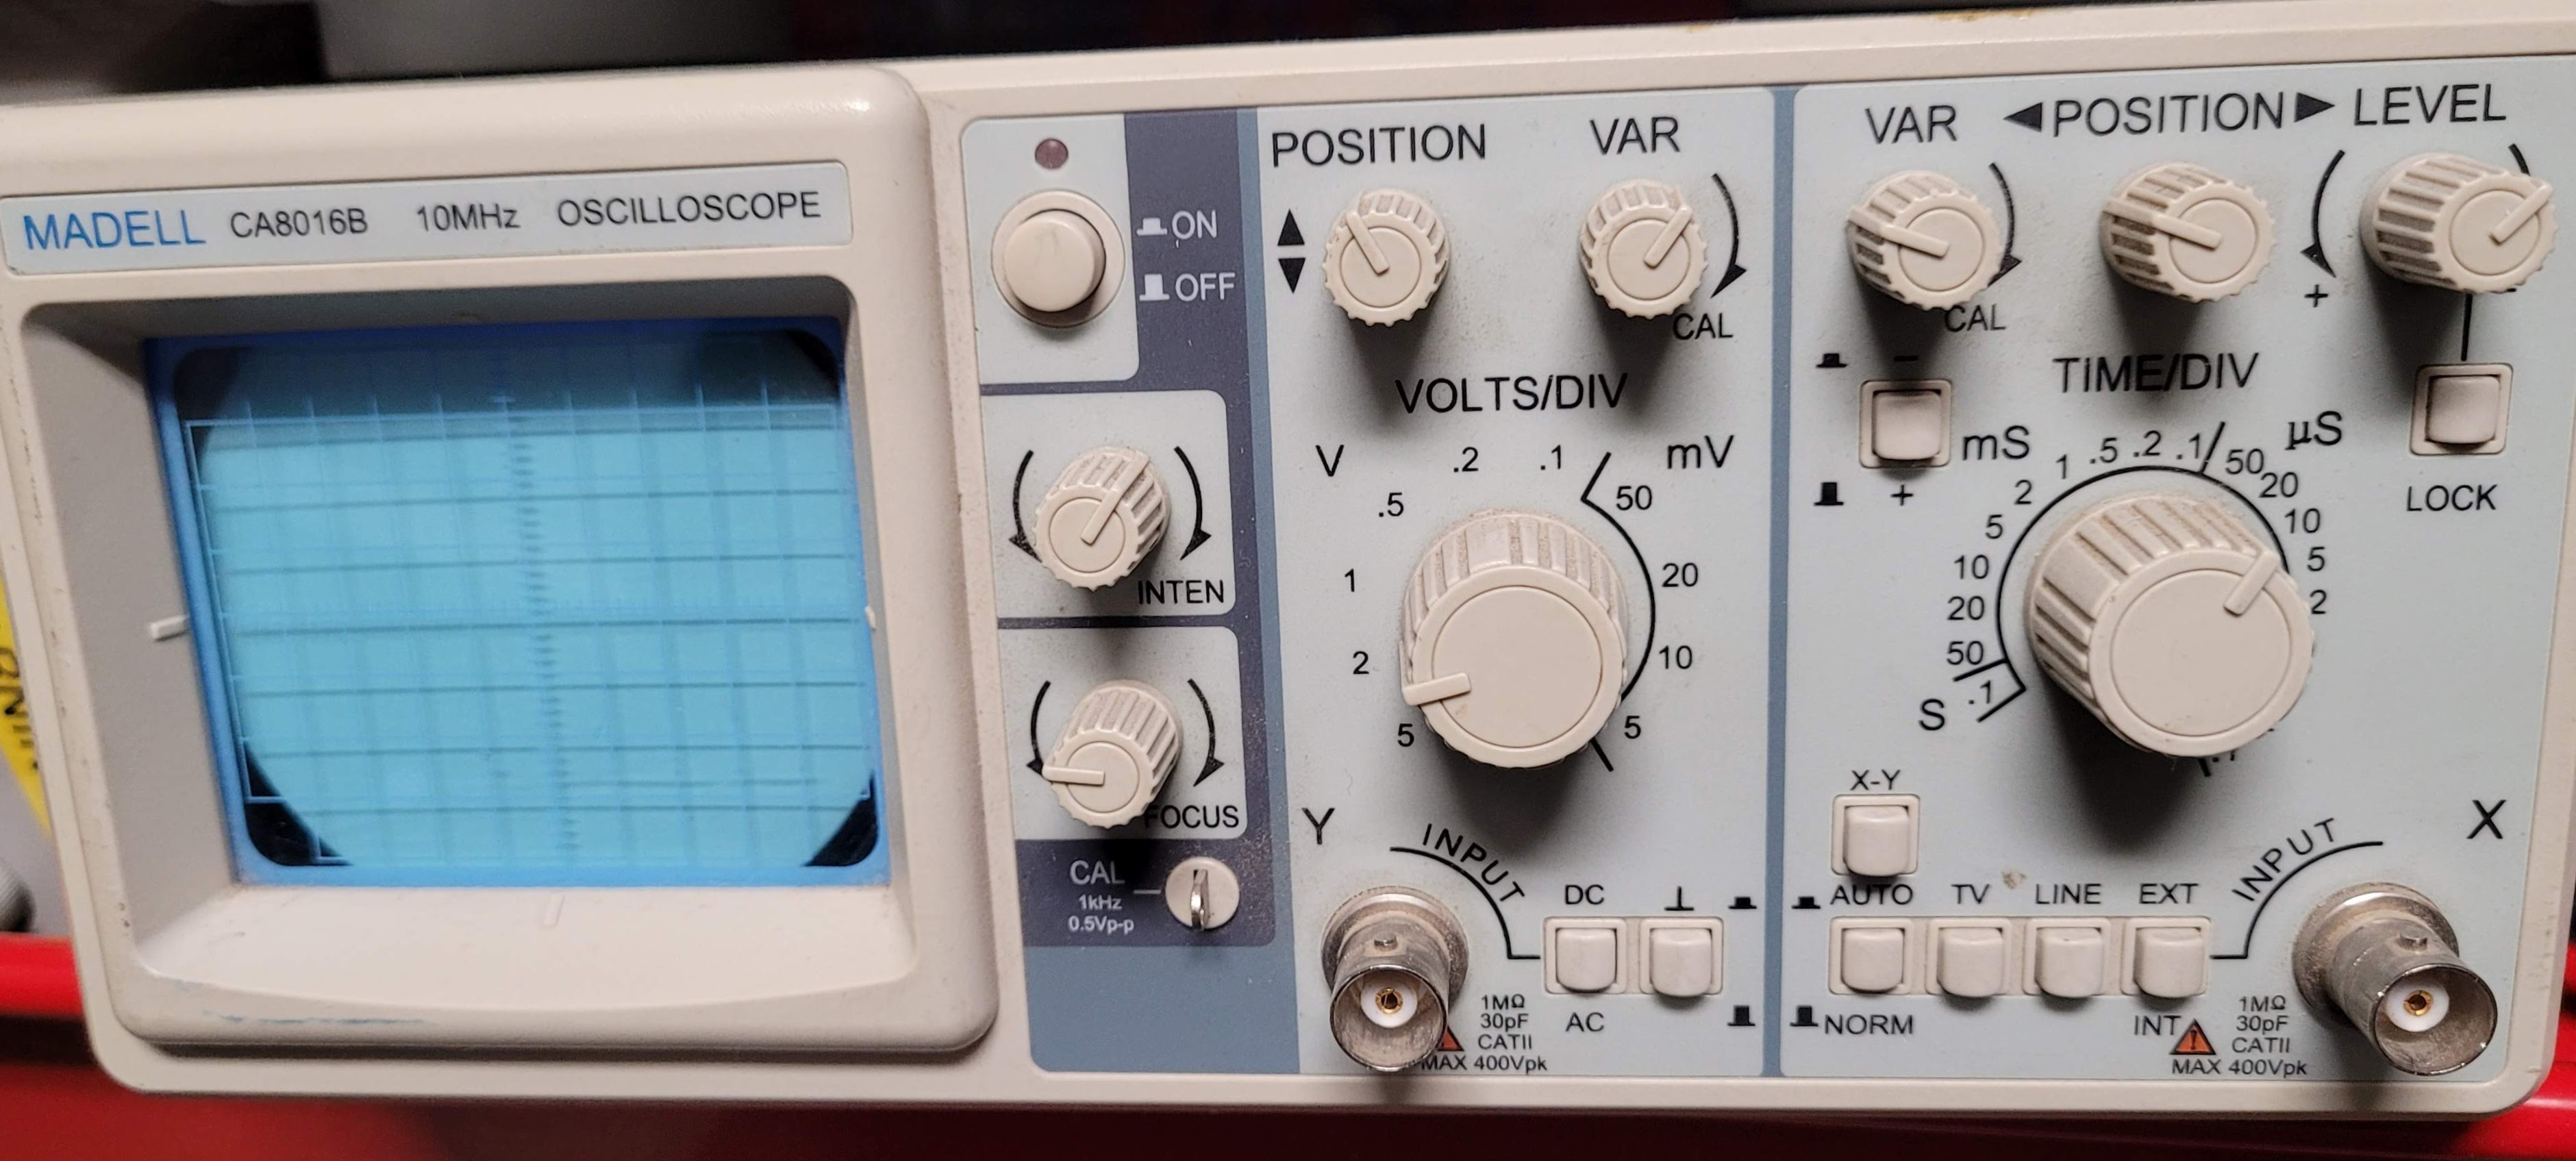 MADELL CA8016B 10MHz OSCILLOSCOPE
ON
OFF
INTEN
FOCUS
CAL
1kHz
0.5Vp-p
POSITION VAR
CAL
VOLTS/DIV
V .2 .1 mV
.5 50
1 20
2 10
5 5
Y INPUT
DC ⊥
AC
1MΩ
30pF
CATII
MAX 400Vpk
VAR ◀POSITION▶ LEVEL
CAL + -
-
+
LOCK
TIME/DIV
mS 1 .5 .2 .1 50 µS
2 20
5 10
10 5
20 2
50
S .1
X-Y
X
INPUT
AUTO TV LINE EXT
NORM INT
1MΩ
30pF
CATII
MAX 400Vpk